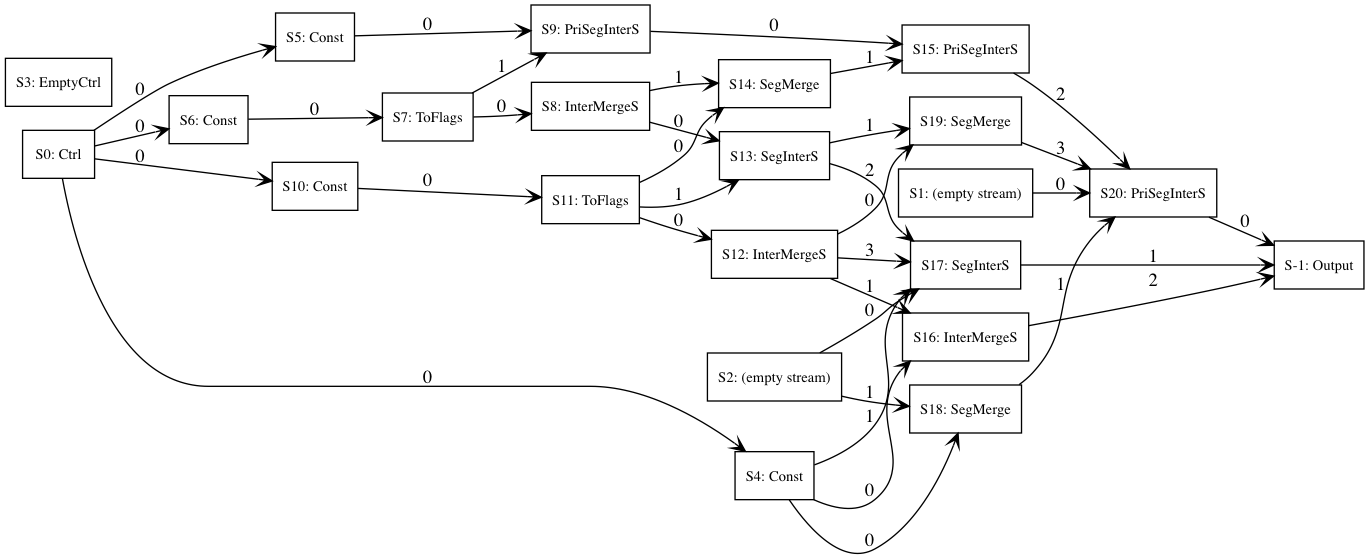 S5: Const
0
S9: PriSegInterS
0
S15: PriSegInterS
S3: EmptyCtrl
0
1
1
S14: SegMerge
1
2
S6: Const
0
S7: ToFlags
0
S8: InterMergeS
0
S19: SegMerge
S0: Ctrl
0
0
0
S13: SegInterS
1
2
3
S10: Const
0
S11: ToFlags
1
0
S1: (empty stream)
0
S20: PriSegInterS
0
0
S12: InterMergeS
3
1
S17: SegInterS
1
S-1: Output
2
0
S16: InterMergeS
1
S2: (empty stream)
1
1
S18: SegMerge
0
S4: Const
0
0